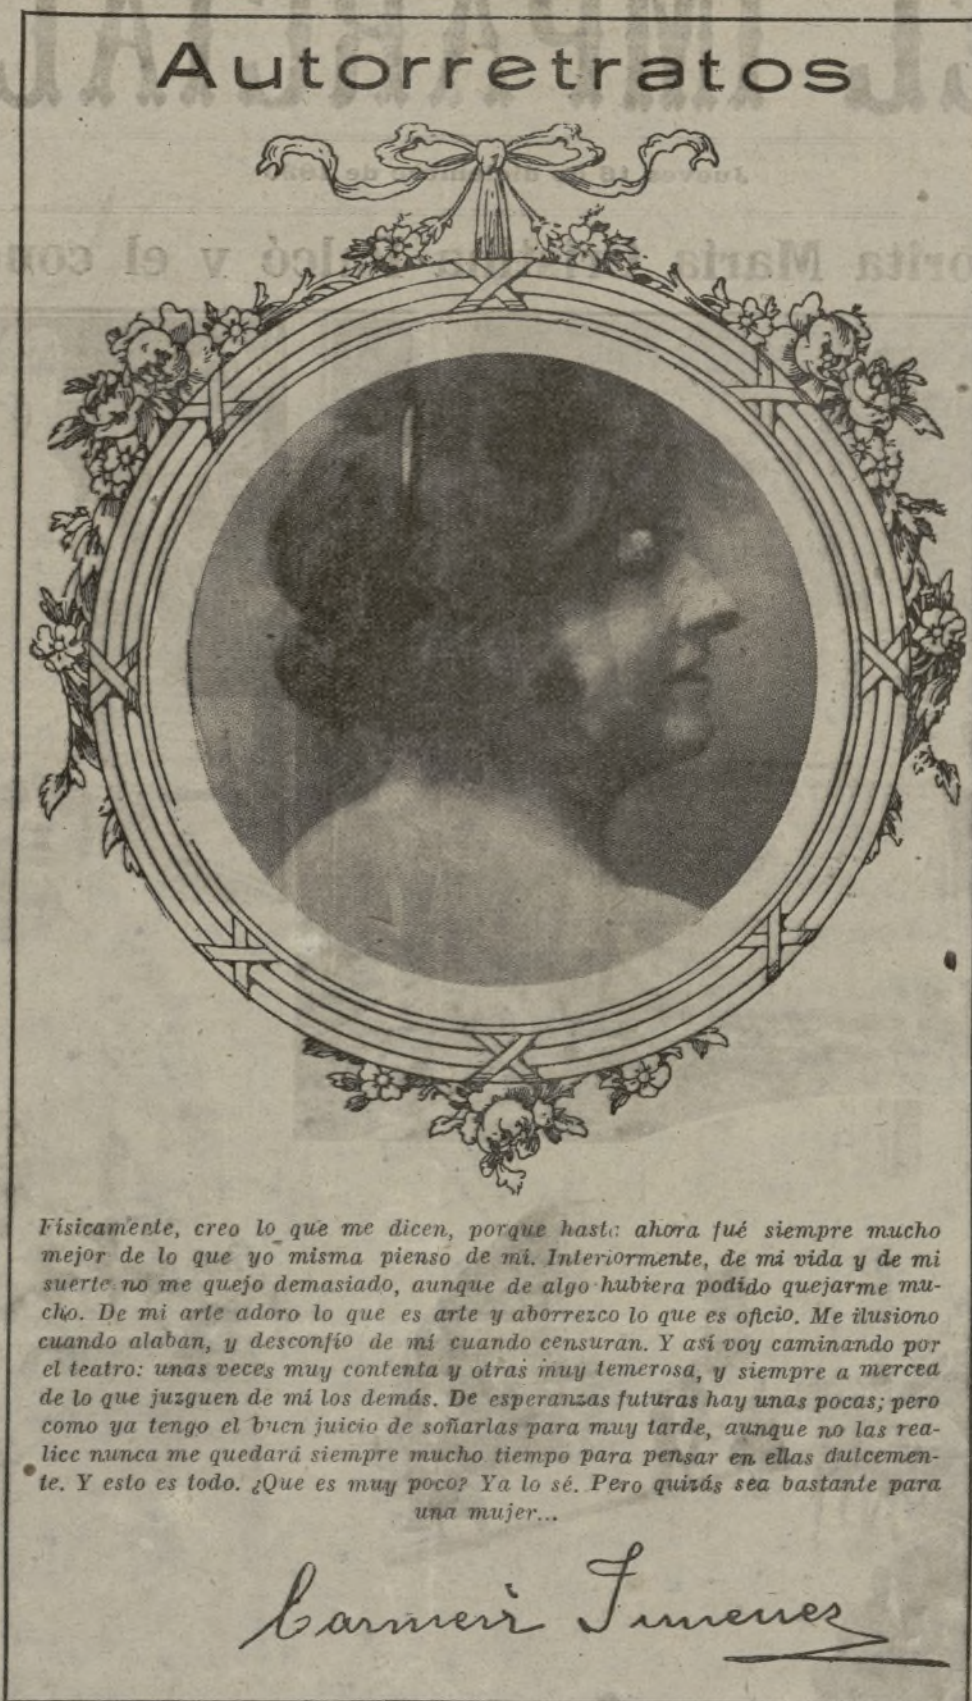 Autorretratos
Físicamente, creo lo que me dicen, porque hasta ahora fué siempre mucho
mejor de lo que yo misma pienso de mí. Interiormente, de mi vida y de mi
suerte no me quejo demasiado, aunque de algo hubiera podido quejarme mu-
cho. De mi arte adoro lo que es arte y aborrezco lo que es oficio. Me ilusiono
cuando alaban, y desconfío de mí cuando censuran. Y así voy caminando por
el teatro: unas veces muy contenta y otras muy temerosa, y siempre a merced
de lo que juzguen de mí los demás. De esperanzas futuras hay unas pocas; pero
como ya tengo el buen juicio de soñarlas para muy tarde, aunque no las rea-
lice nunca me quedará siempre mucho tiempo para pensar en ellas dulcemen-
te. Y esto es todo. ¿Que es muy poco? Ya lo sé. Pero quizás sea bastante para
una mujer...
Carmen Jimenez